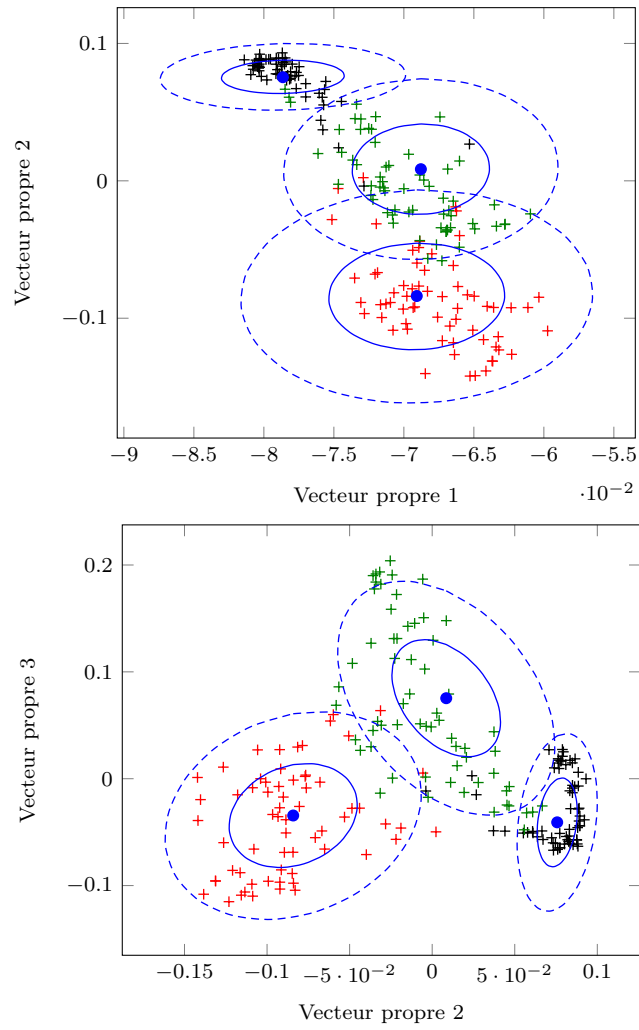 0.1
0
−0.1
Vecteur propre 2
−9 −8.5 −8 −7.5 −7 −6.5 −6 −5.5
Vecteur propre 1
·10⁻²
0.2
0.1
0
−0.1
Vecteur propre 3
−0.15 −0.1 −5 · 10⁻² 0 5 · 10⁻² 0.1
Vecteur propre 2